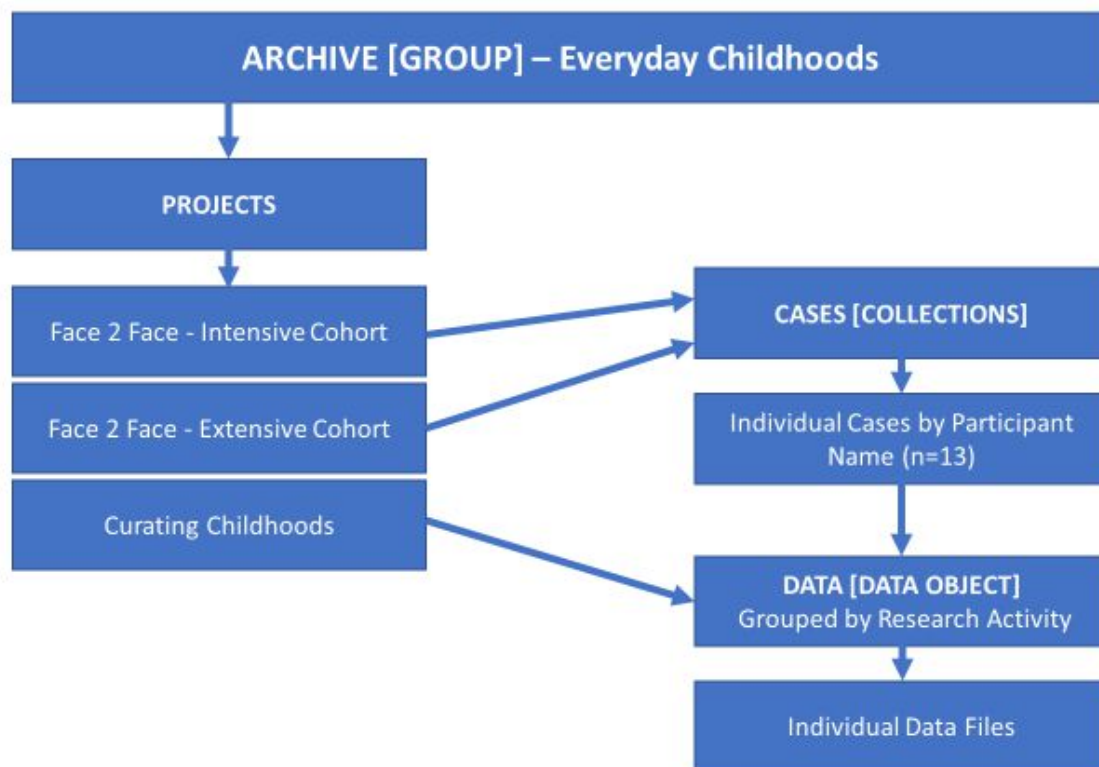 ARCHIVE [GROUP] – Everyday Childhoods
PROJECTS
Face 2 Face - Intensive Cohort
Face 2 Face - Extensive Cohort
Curating Childhoods
CASES [COLLECTIONS]
Individual Cases by Participant
Name (n=13)
DATA [DATA OBJECT]
Grouped by Research Activity
Individual Data Files